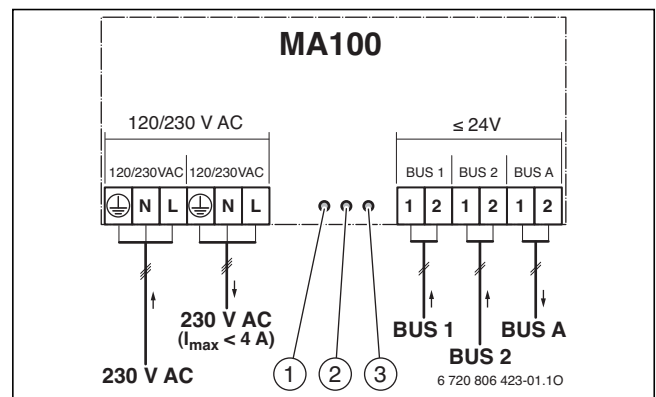 MA100
120/230 V AC
≤ 24V
120/230VAC 120/230VAC
BUS 1 BUS 2 BUS A
N L N L
1 2 1 2 1 2
230 V AC
(Imax < 4 A)
230 V AC
1 2 3
BUS 1
BUS 2
BUS A
6 720 806 423-01.1O